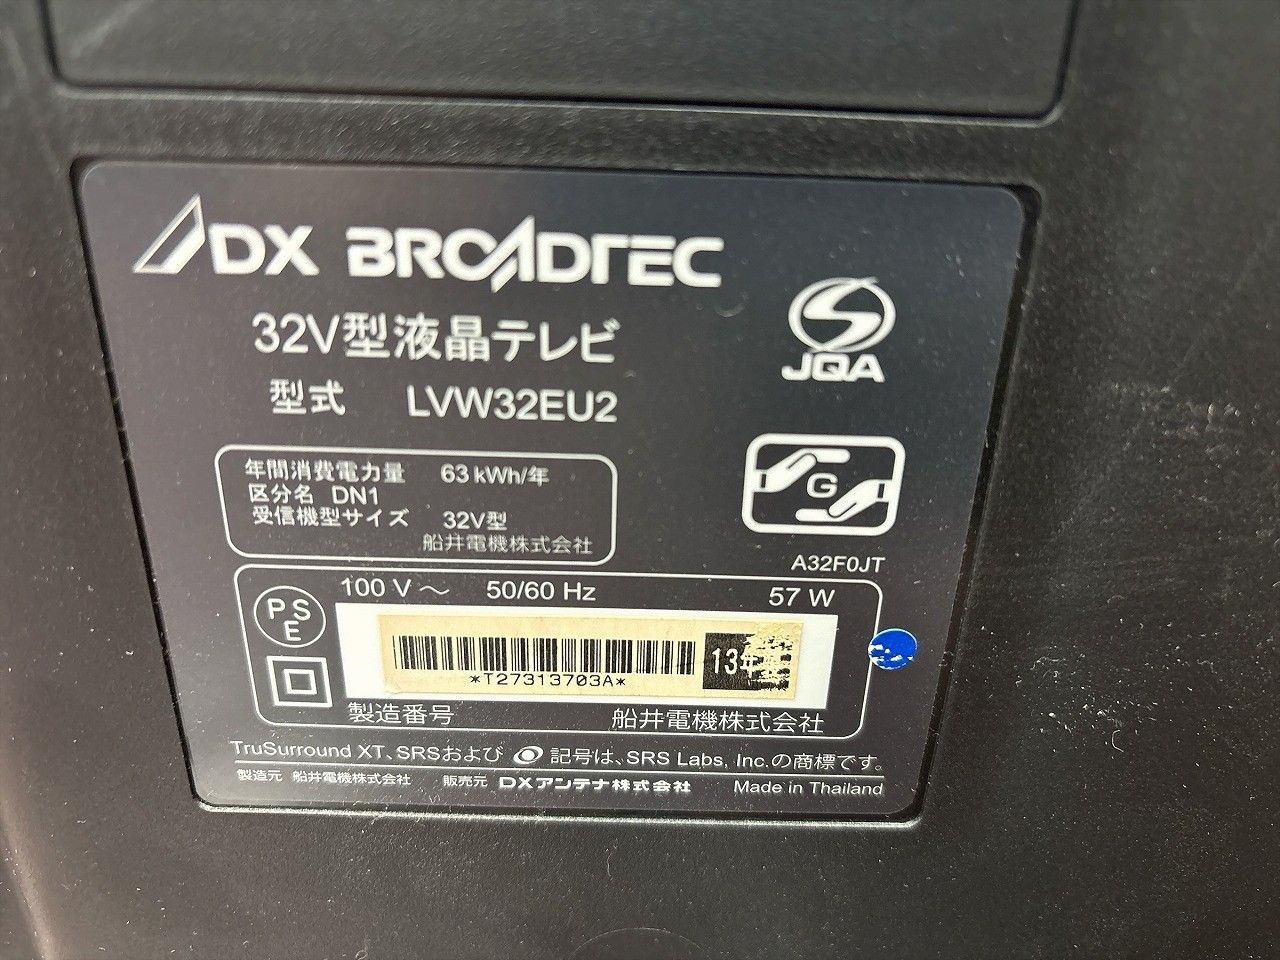 DX BROADTEC
32V型液晶テレビ
JQA
型式 LVW32EU2
年間消費電力量 63kWh/年
区分名 DN1
受信機型サイズ 32V型
船井電機株式会社
G
A32F0JT
100 V～ 50/60 Hz 57 W
PSE
13年
*T27313703A*
製造番号 船井電機株式会社
TruSurround XT、SRSおよび 記号は、SRS Labs, Inc.の商標です。
製造元 船井電機株式会社 販売元 DXアンテナ株式会社 Made in Thailand